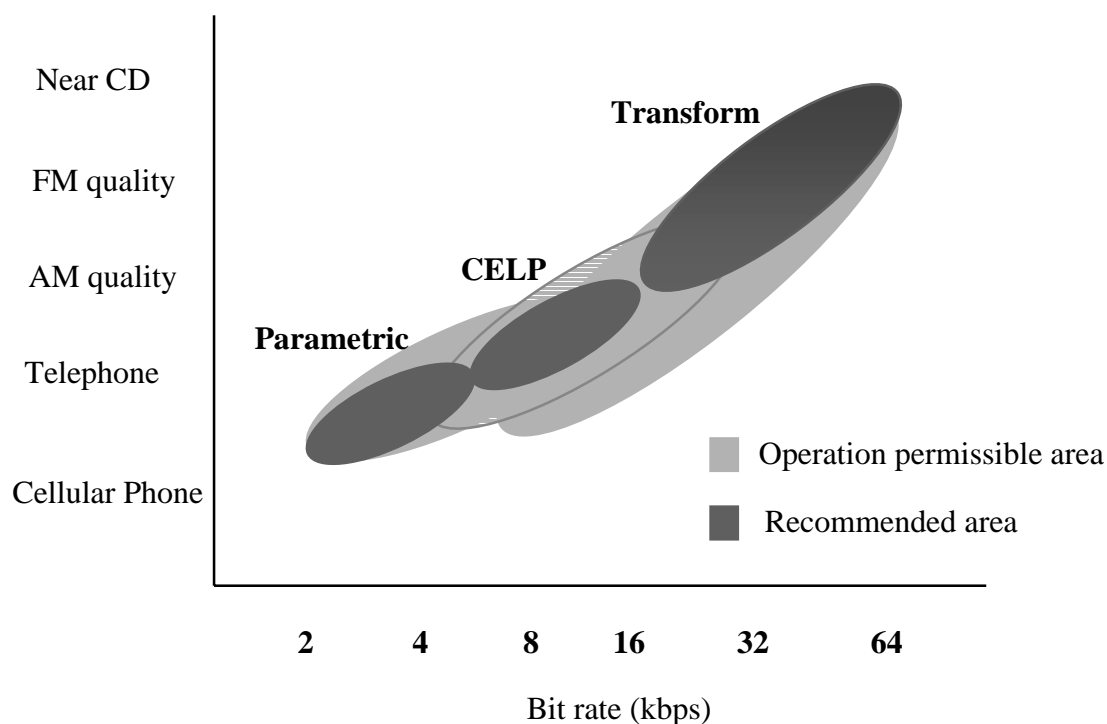 Near CD
Transform
FM quality
CELP
AM quality
Parametric
Telephone
Operation permissible area
Cellular Phone
Recommended area
2 4 8 16 32 64
Bit rate (kbps)